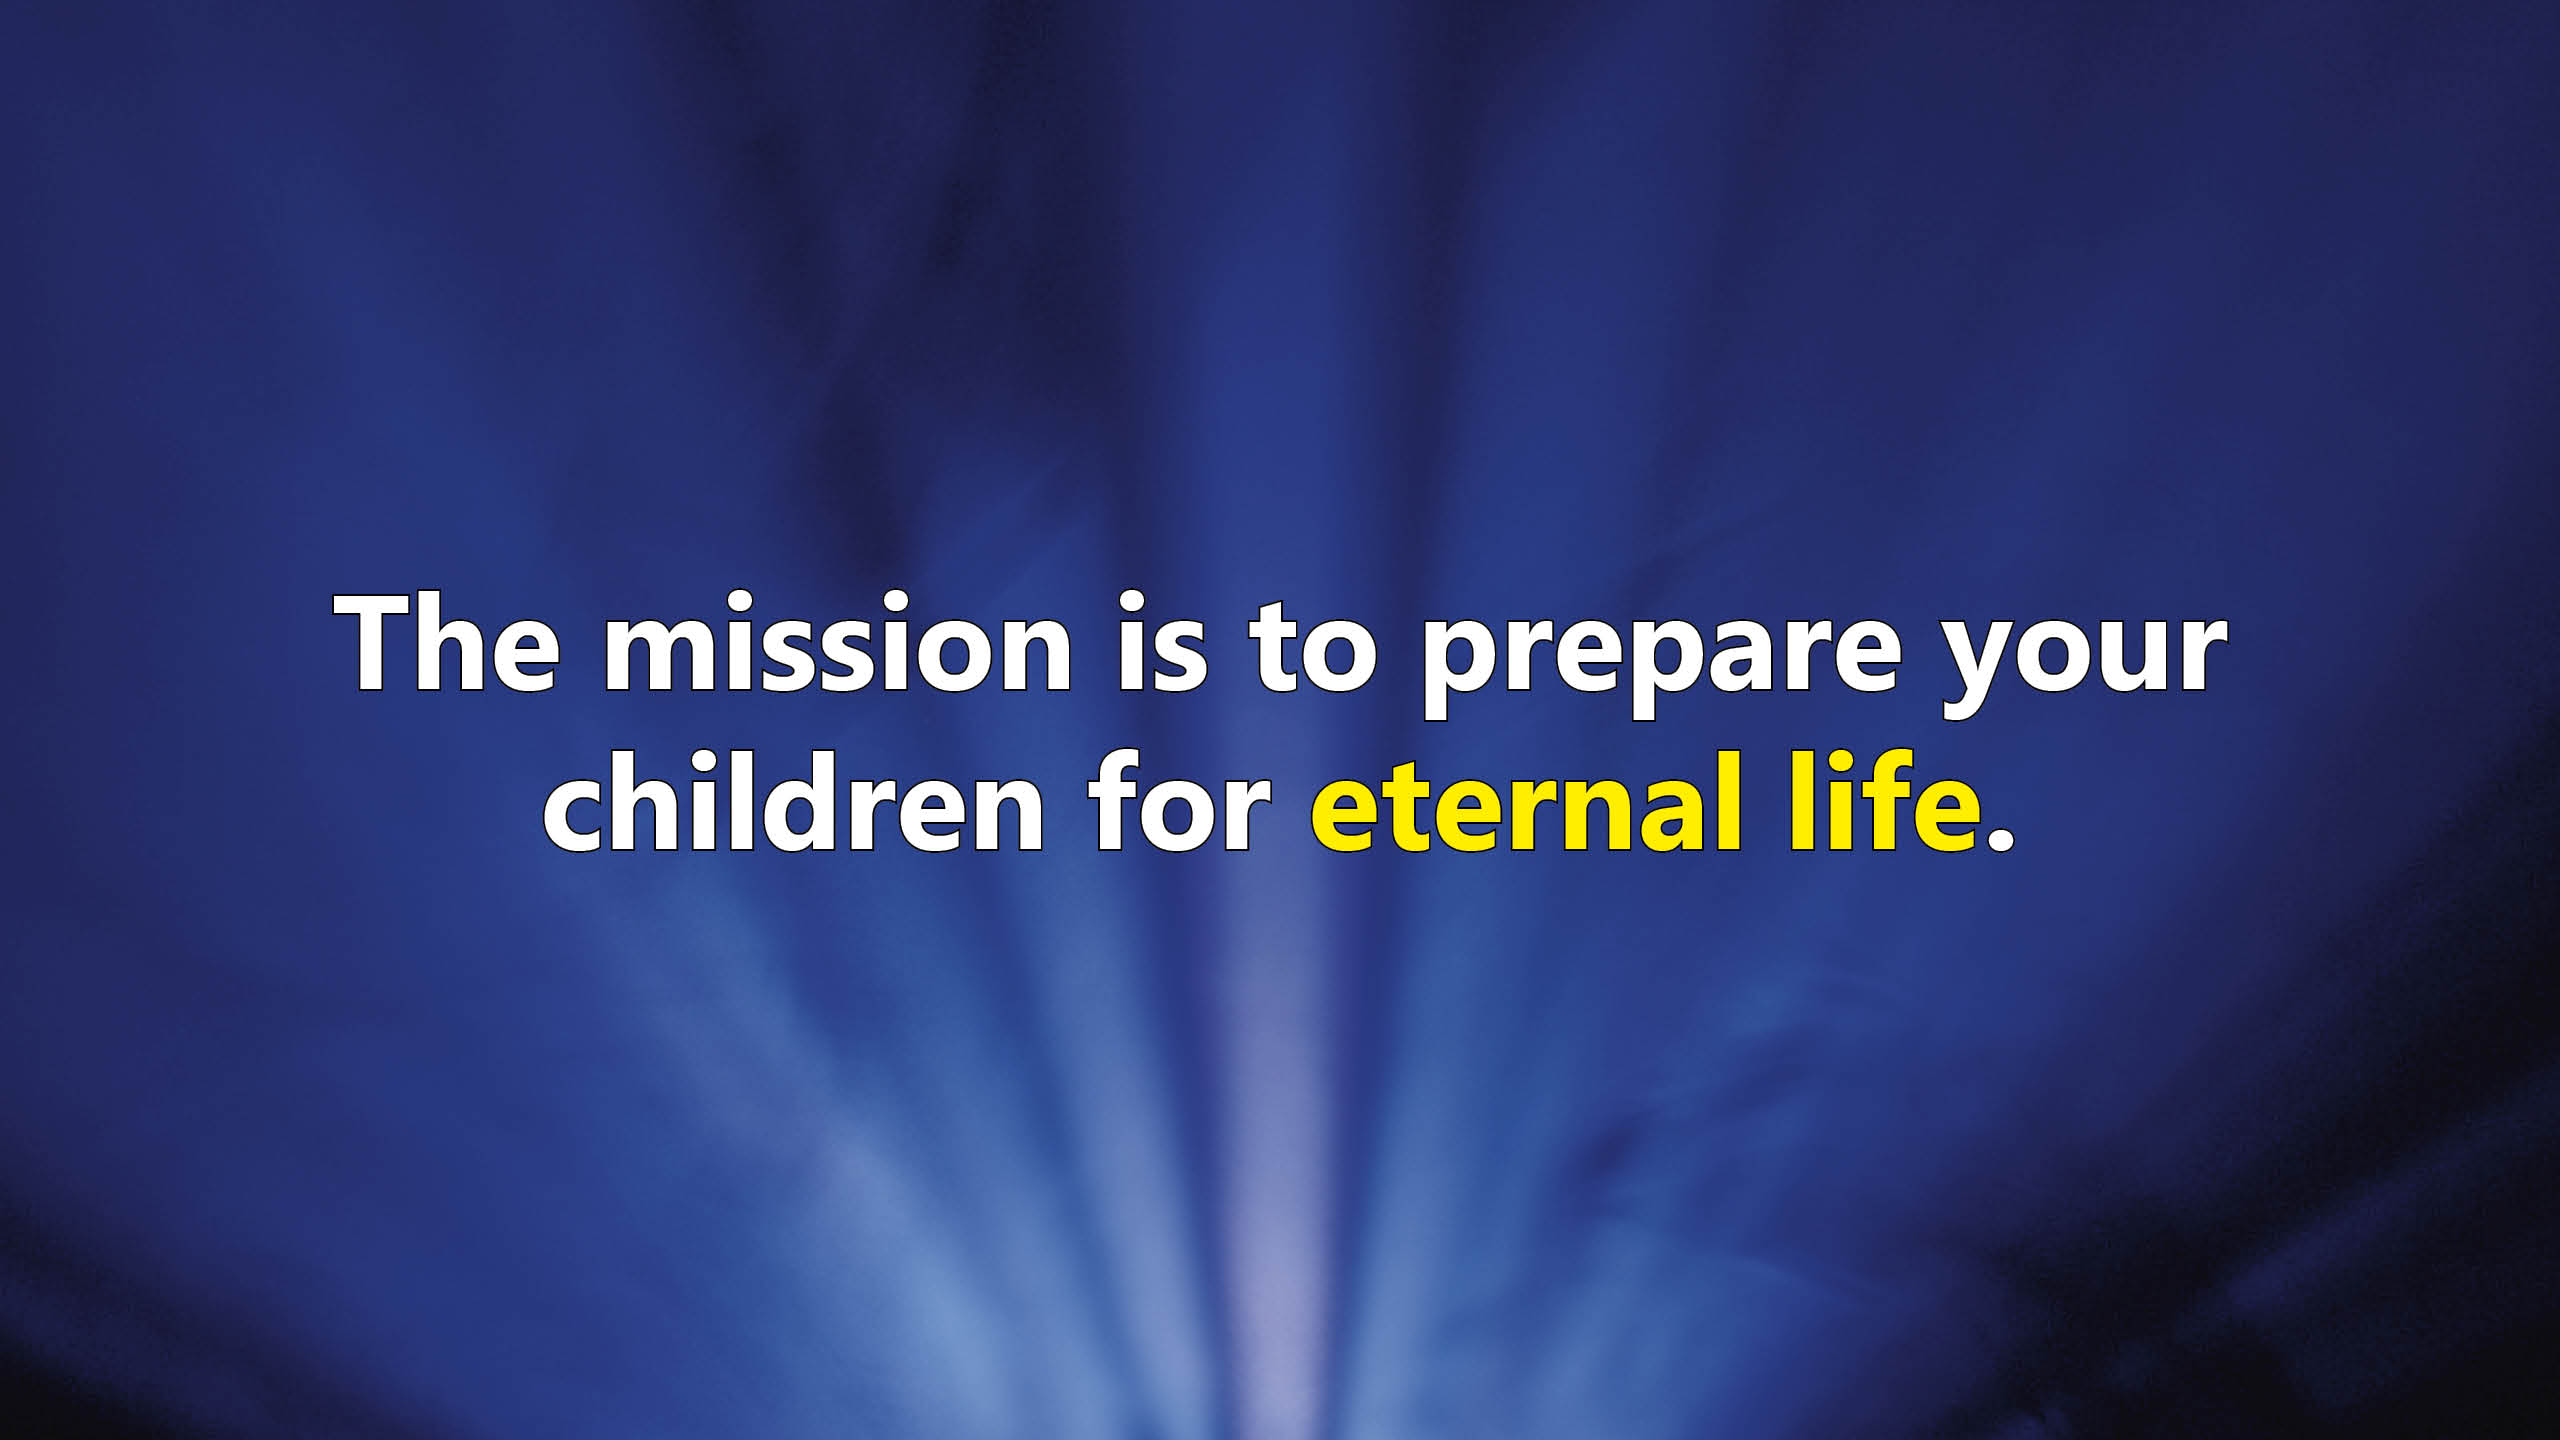 The mission is to prepare your
children for eternal life.